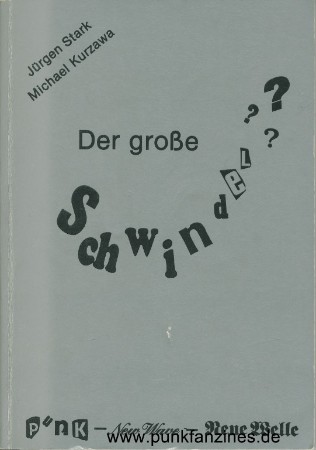 Jürgen Stark
Michael Kurzawa
Der große
Schwindel???
PuNK – New Wave – Neue Welle
www.punkfanzines.de